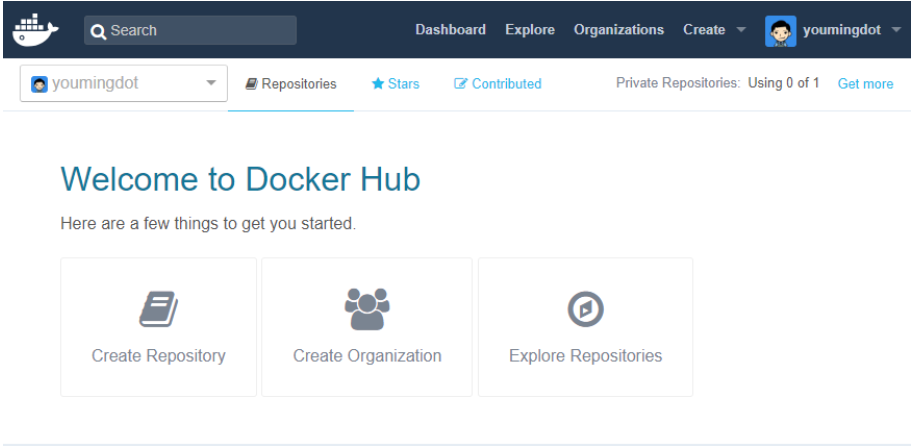 Search Dashboard Explore Organizations Create youmingdot
youmingdot Repositories Stars Contributed Private Repositories: Using 0 of 1 Get more
Welcome to Docker Hub
Here are a few things to get you started.
Create Repository Create Organization Explore Repositories